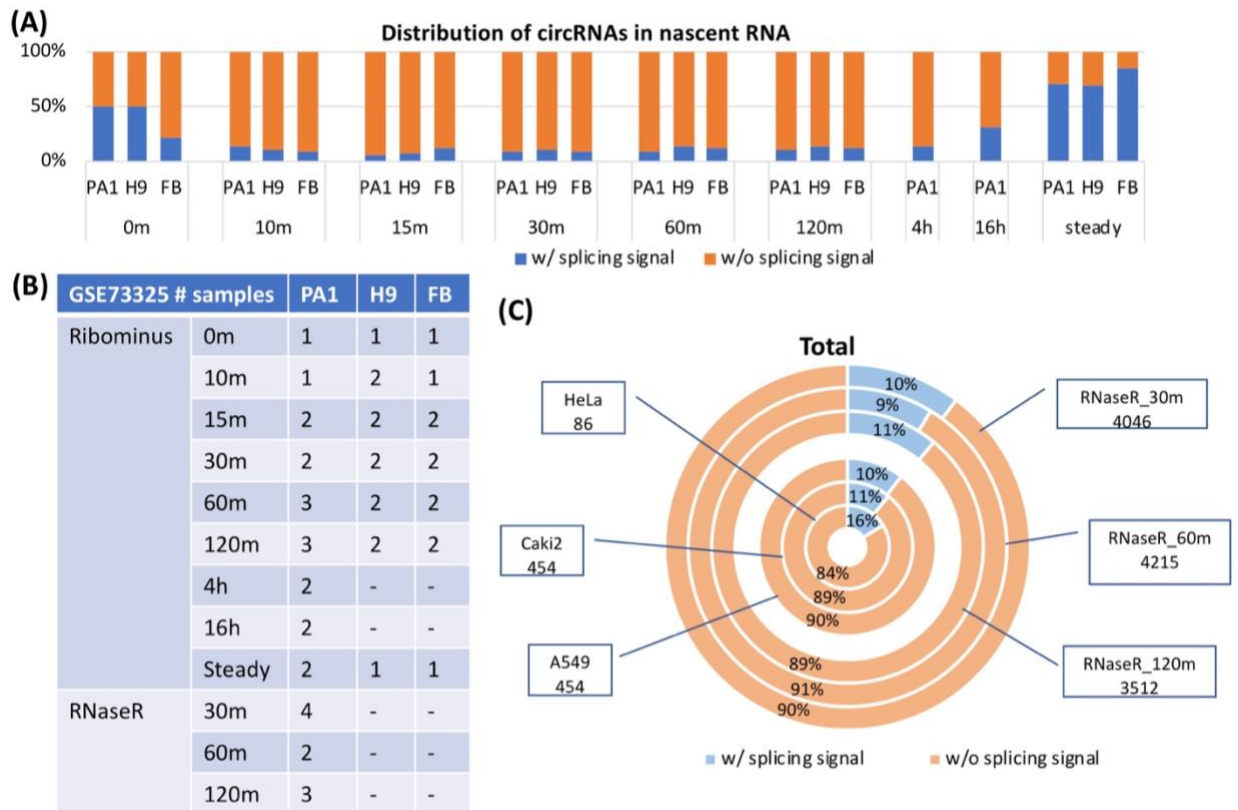 (A)
Distribution of circRNAs in nascent RNA
100%
50%
0%
PA1 H9 FB PA1 H9 FB PA1 H9 FB PA1 H9 FB PA1 H9 FB PA1 H9 FB PA1 PA1 PA1 H9 FB
0m 10m 15m 30m 60m 120m 4h 16h steady
w/ splicing signal w/o splicing signal
(B)
GSE73325 # samples PA1 H9 FB
Ribominus 0m 1 1 1
10m 1 2 1
15m 2 2 2
30m 2 2 2
60m 3 2 2
120m 3 2 2
4h 2 - -
16h 2 - -
Steady 2 1 1
RNaseR 30m 4 - -
60m 2 - -
120m 3 - -
(C)
Total
HeLa
86
Caki2
454
A549
454
10%
9%
11%
10%
11%
16%
84%
89%
90%
89%
91%
90%
RNaseR_30m
4046
RNaseR_60m
4215
RNaseR_120m
3512
w/ splicing signal w/o splicing signal